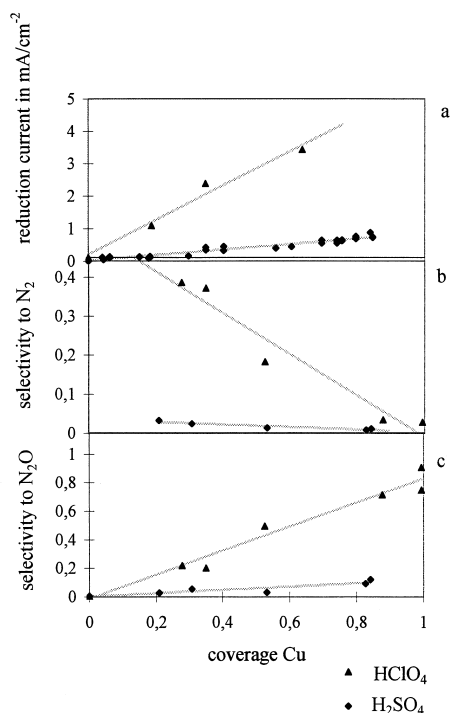 reduction current in mA/cm⁻²
5
4
3
2
1
0
a
selectivity to N₂
0,4
0,3
0,2
0,1
0
b
selectivity to N₂O
1
0,8
0,6
0,4
0,2
0
c
0 0,2 0,4 0,6 0,8 1
coverage Cu
▲ HClO₄
◆ H₂SO₄